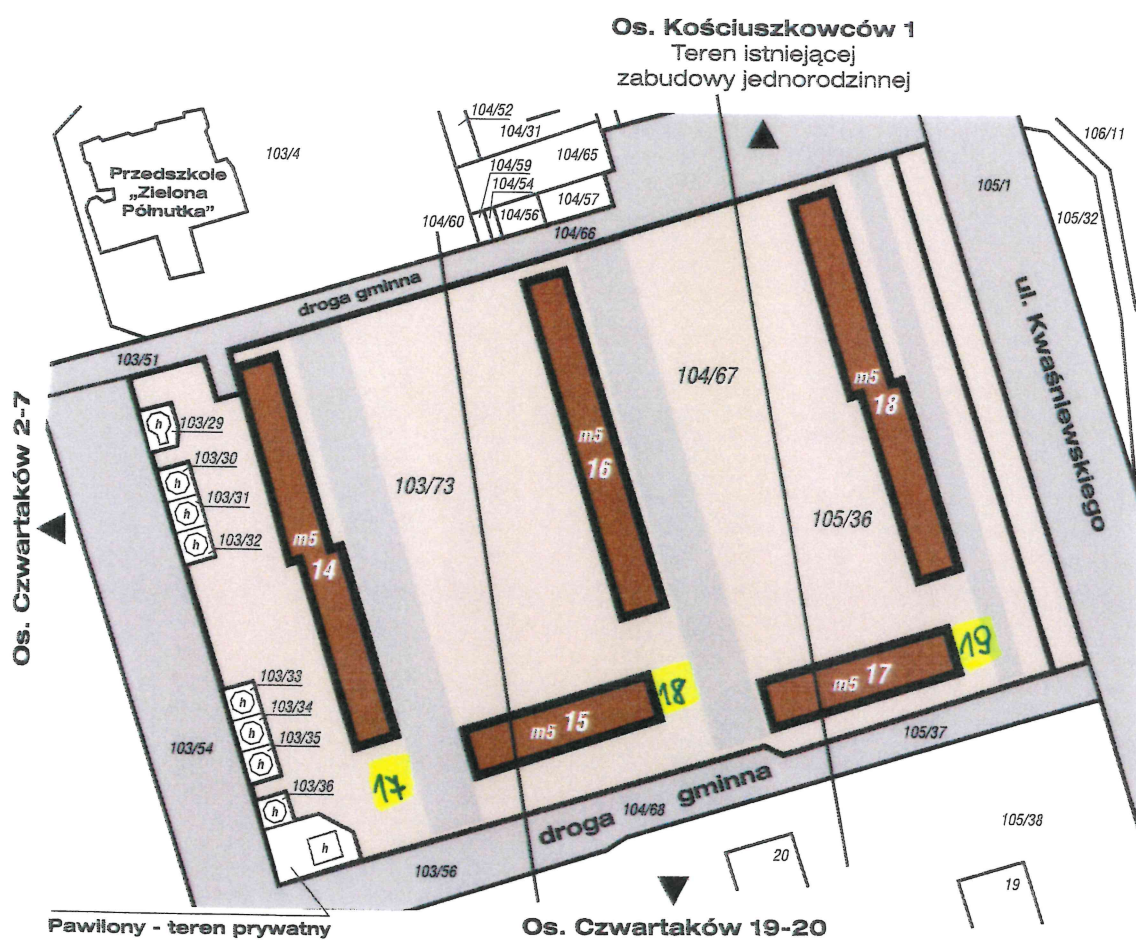 Os. Kościuszkowców 1
Teren istniejącej
zabudowy jednorodzinnej
104/52
104/31
106/11
103/4
104/65
104/59
104/54
Przedszkole
„Zielona
Półnutka”
105/1
104/57
104/56
104/60
105/32
104/66
droga gminna
ul. Kwaśniewskiego
103/51
104/67
m5
18
Os. Czwartaków 2-7
h
103/29
m5
16
103/30
h
103/73
103/31
h
105/36
103/32
h
m5
14
19
103/33
h
m5 17
18
103/34
h
m5 15
103/35
h
103/54
105/37
17
103/36
h
droga 104/68 gminna
h
105/38
20
103/56
19
Pawilony - teren prywatny
Os. Czwartaków 19-20